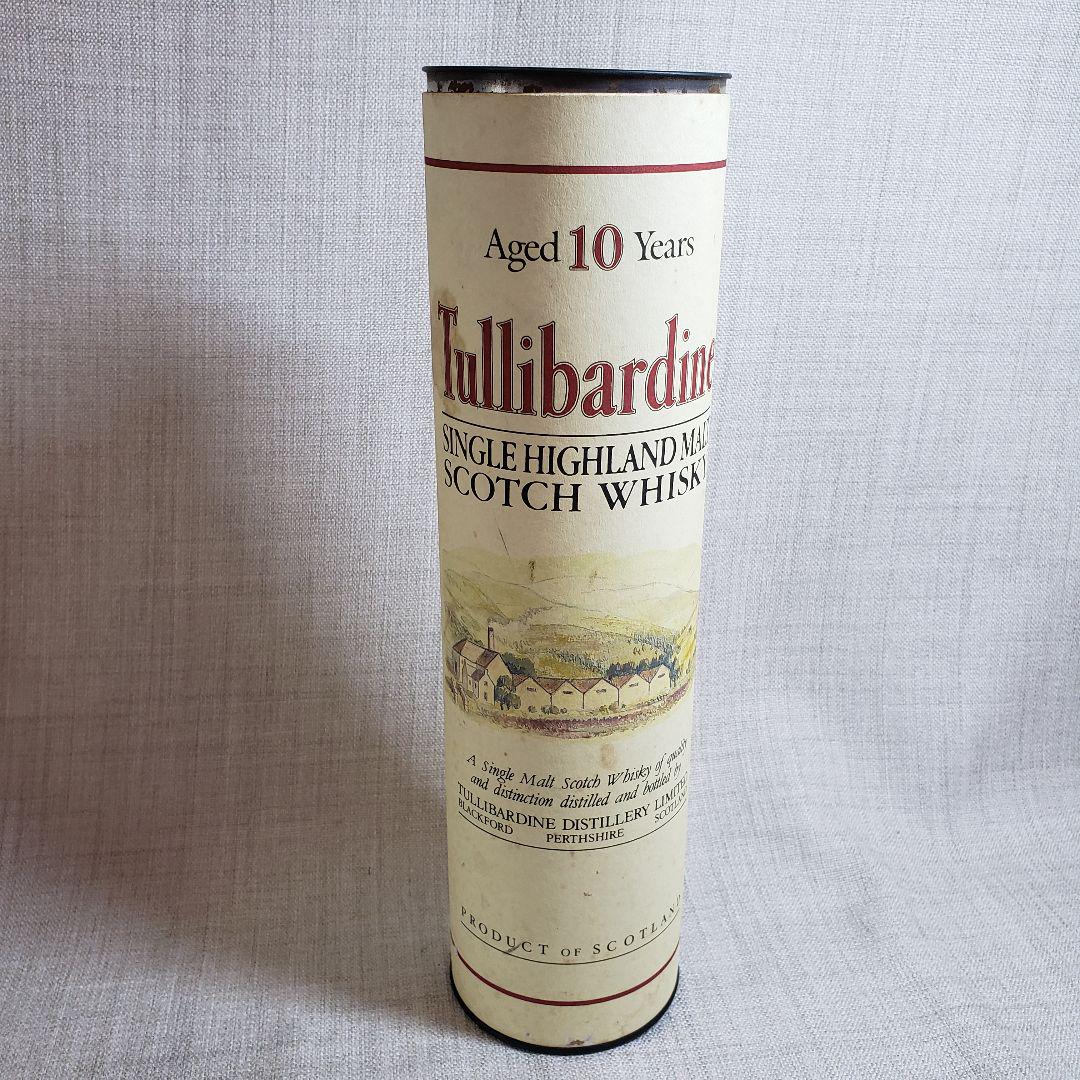 Aged 10 Years
Tullibardine
SINGLE HIGHLAND MALT
SCOTCH WHISKY
A Single Malt Scotch Whisky of quality
and distinction distilled and bottled by
TULLIBARDINE DISTILLERY LIMITED
BLACKFORD PERTHSHIRE SCOTLAND
PRODUCT OF SCOTLAND